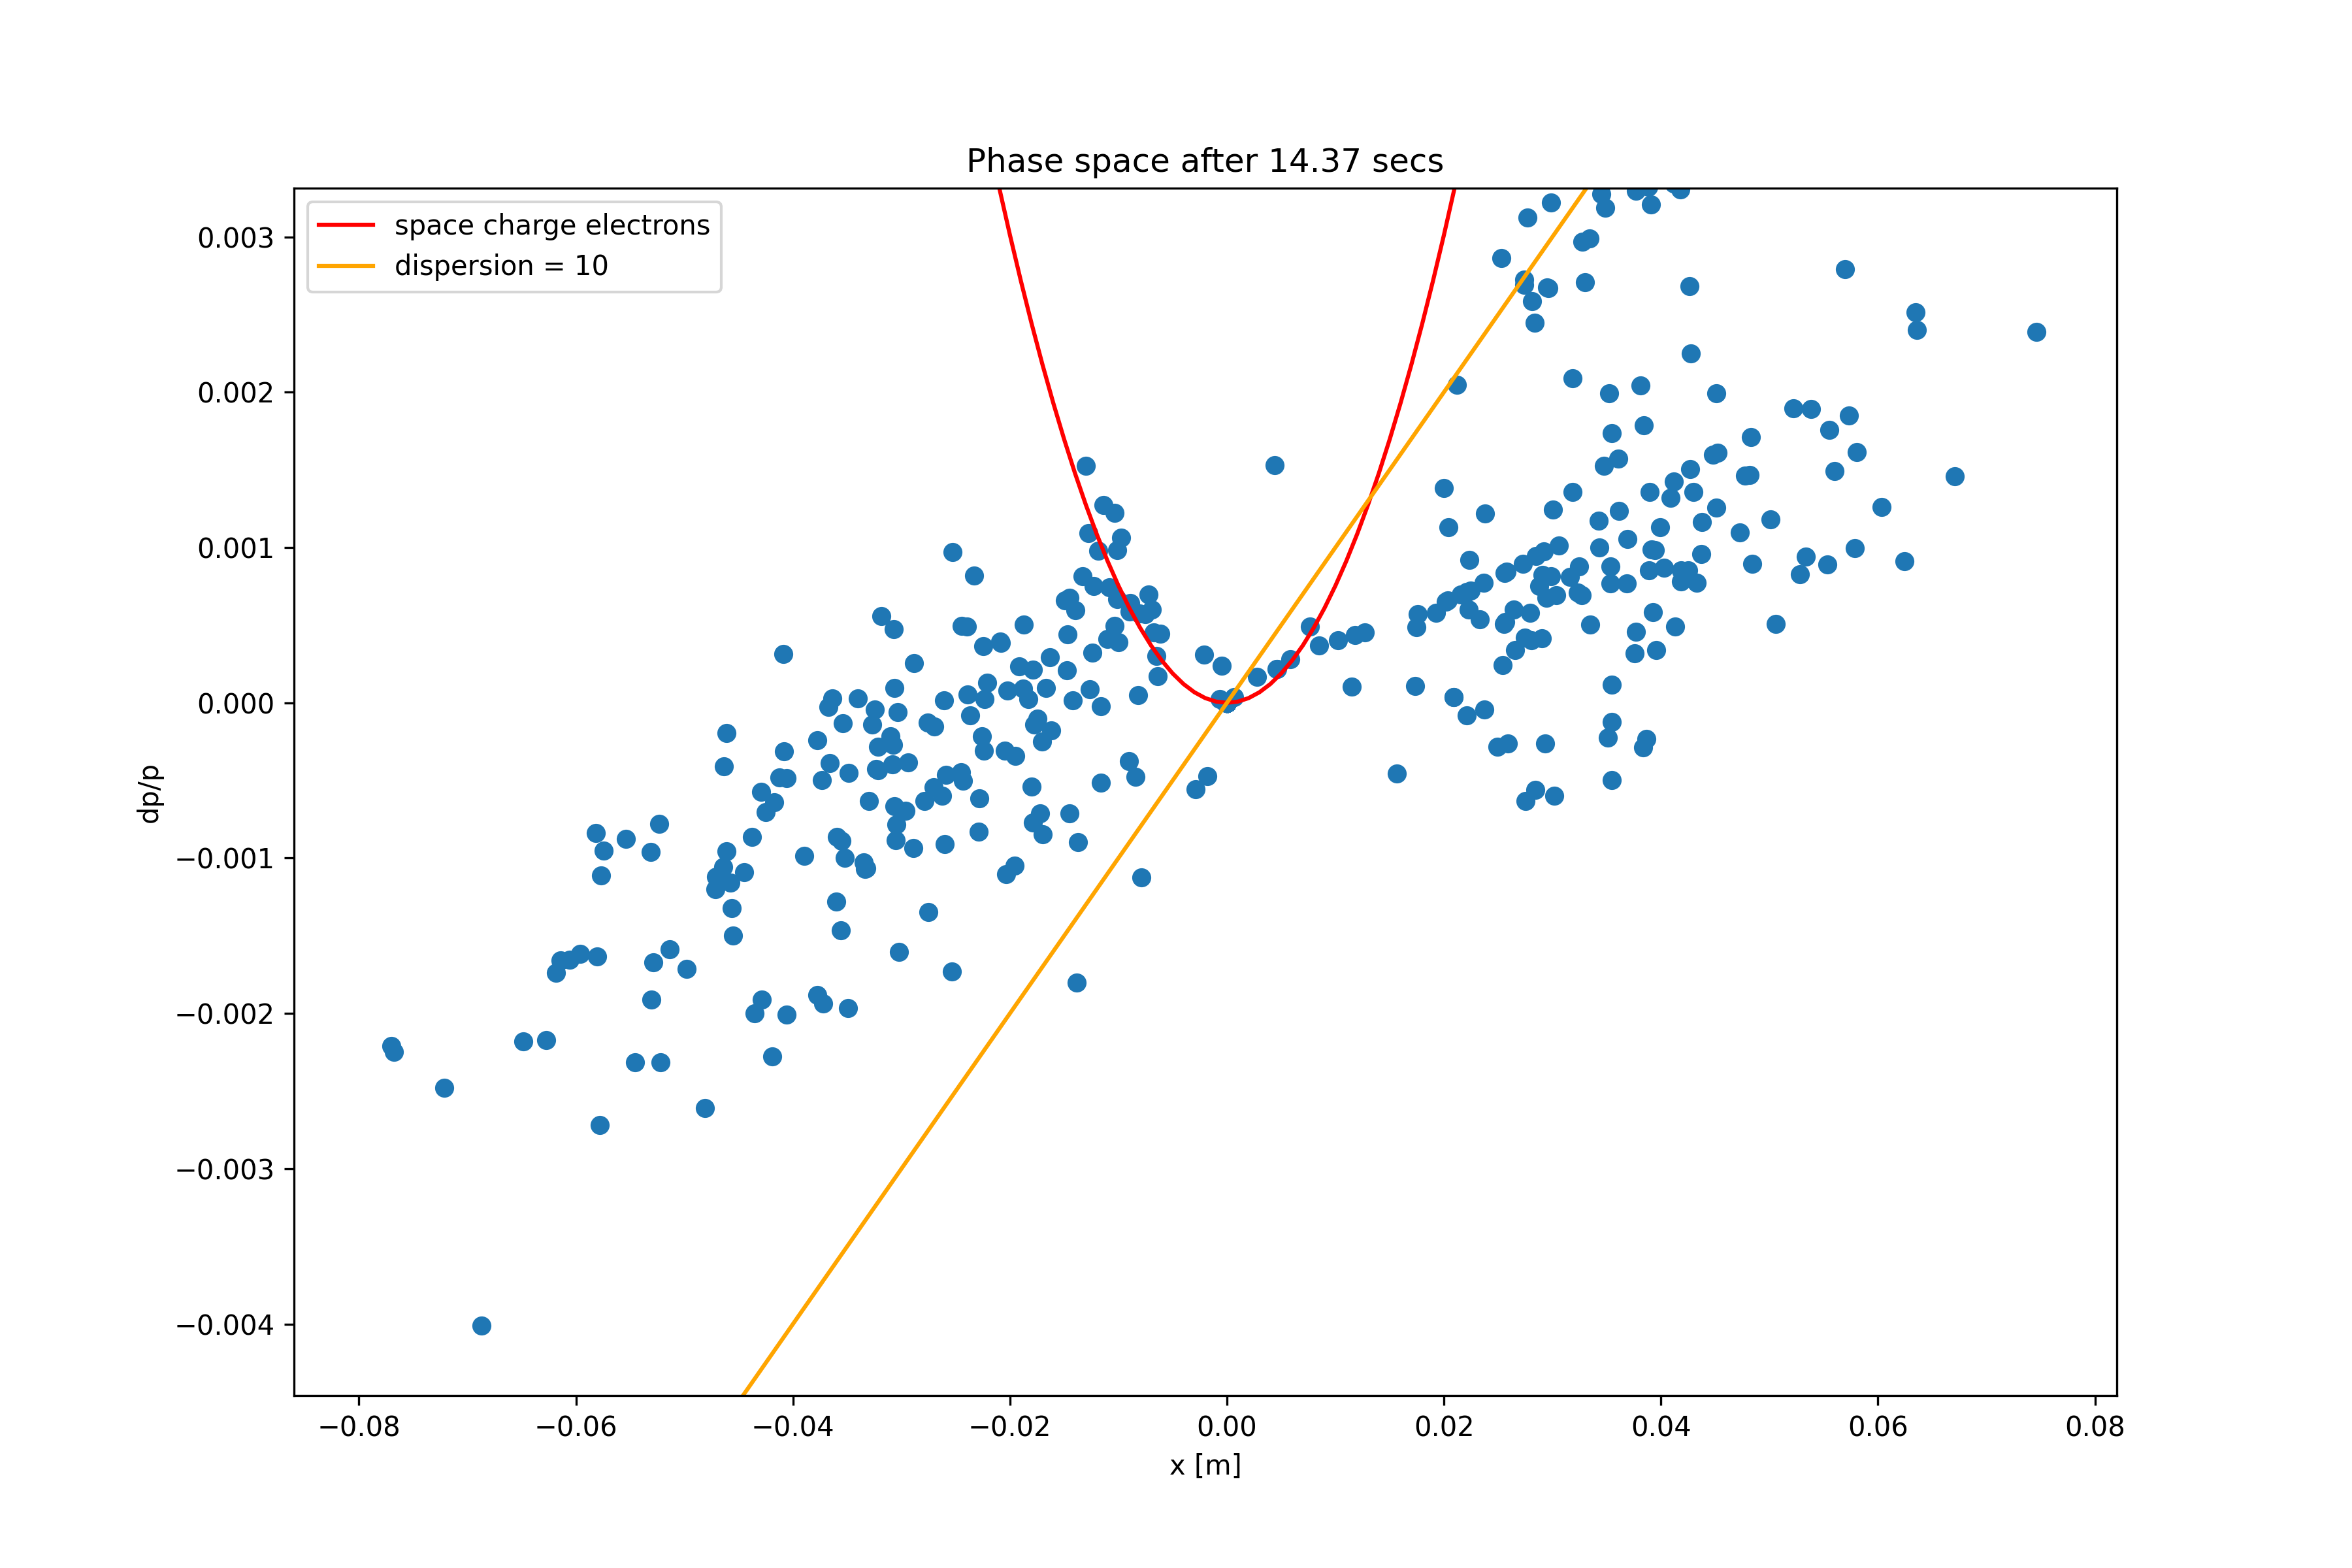 Phase space after 14.37 secs
space charge electrons
dispersion = 10
0.003
0.002
0.001
0.000
−0.001
−0.002
−0.003
−0.004
dp/p
−0.08 −0.06 −0.04 −0.02 0.00 0.02 0.04 0.06 0.08
x [m]